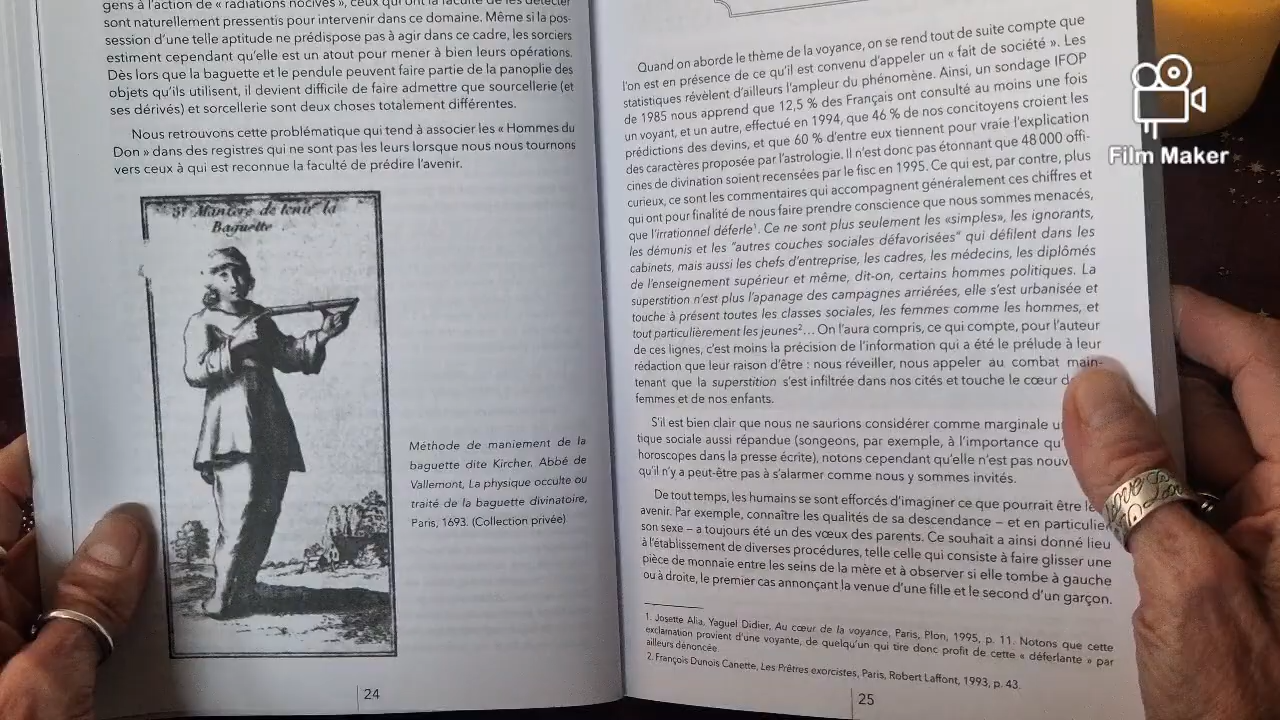 gens à l'action de « radiations nocives », ceux qui ont la faculté de les détecter
sont naturellement pressentis pour intervenir dans ce domaine. Même si la pos-
session d'une telle aptitude ne prédispose pas à agir dans ce cadre, les sorciers
estiment cependant qu'elle est un atout pour mener à bien leurs opérations.
Dès lors que la baguette et le pendule peuvent faire partie de la panoplie des
objets qu'ils utilisent, il devient difficile de faire admettre que sourcellerie (et
ses dérivés) et sorcellerie sont deux choses totalement différentes.
Nous retrouvons cette problématique qui tend à associer les « Hommes du
Don » dans des registres qui ne sont pas les leurs lorsque nous nous tournons
vers ceux à qui est reconnue la faculté de prédire l'avenir.
Maniere de tenir la
Baguette
Méthode de maniement de la
baguette dite Kircher, Abbé de
Vallemont, La physique occulte ou
traité de la baguette divinatoire,
Paris, 1693. (Collection privée)
24
Quand on aborde le thème de la voyance, on se rend tout de suite compte que
l'on est en présence de ce qu'il est convenu d'appeler un « fait de société ». Les
statistiques révèlent d'ailleurs l'ampleur du phénomène. Ainsi, un sondage IFOP
de 1985 nous apprend que 12,5 % des Français ont consulté au moins une fois
un voyant, et un autre, effectué en 1994, que 46 % de nos concitoyens croient les
prédictions des devins, et que 60 % d'entre eux tiennent pour vraie l'explication
des caractères proposée par l'astrologie. Il n'est donc pas étonnant que 48 000 offi-
cines de divination soient recensées par le fisc en 1995. Ce qui est, par contre, plus
curieux, ce sont les commentaires qui accompagnent généralement ces chiffres et
qui ont pour finalité de nous faire prendre conscience que nous sommes menacés,
que l'irrationnel déferle¹. Ce ne sont plus seulement les «simples», les ignorants,
les démunis et les "autres couches sociales défavorisées" qui défilent dans les
cabinets, mais aussi les chefs d'entreprise, les cadres, les médecins, les diplômés
de l'enseignement supérieur et même, dit-on, certains hommes politiques. La
superstition n'est plus l'apanage des campagnes arriérées, elle s'est urbanisée et
touche à présent toutes les classes sociales, les femmes comme les hommes, et
tout particulièrement les jeunes²... On l'aura compris, ce qui compte, pour l'auteur
de ces lignes, c'est moins la précision de l'information qui a été le prélude à leur
rédaction que leur raison d'être : nous réveiller, nous appeler au combat main-
tenant que la superstition s'est infiltrée dans nos cités et touche le cœur
femmes et de nos enfants.
S'il est bien clair que nous ne saurions considérer comme marginale
tique sociale aussi répandue (songeons, par exemple, à l'importance
horoscopes dans la presse écrite), notons cependant qu'elle n'est pas
qu'il n'y a peut-être pas à s'alarmer comme nous y sommes invités.
De tout temps, les humains se sont efforcés d'imaginer ce que pourrait être
avenir. Par exemple, connaître les qualités de sa descendance – et en particulier
son sexe – a toujours été un des vœux des parents. Ce souhait a ainsi donné lieu
à l'établissement de diverses procédures, telle celle qui consiste à faire glisser une
pièce de monnaie entre les seins de la mère et à observer si elle tombe à gauche
ou à droite, le premier cas annonçant la venue d'une fille et le second d'un garçon.
1. Josette Alia, Yaguel Didier, Au cœur de la voyance, Paris, Plon, 1995, p. 11. Notons que cette
exclamation provient d'une voyante, de quelqu'un qui tire donc profit de cette « déferlante » par
ailleurs dénoncée.
2. François Dunois Canette, Les Prêtres exorcistes, Paris, Robert Laffont, 1993, p. 43.
25
Film Maker